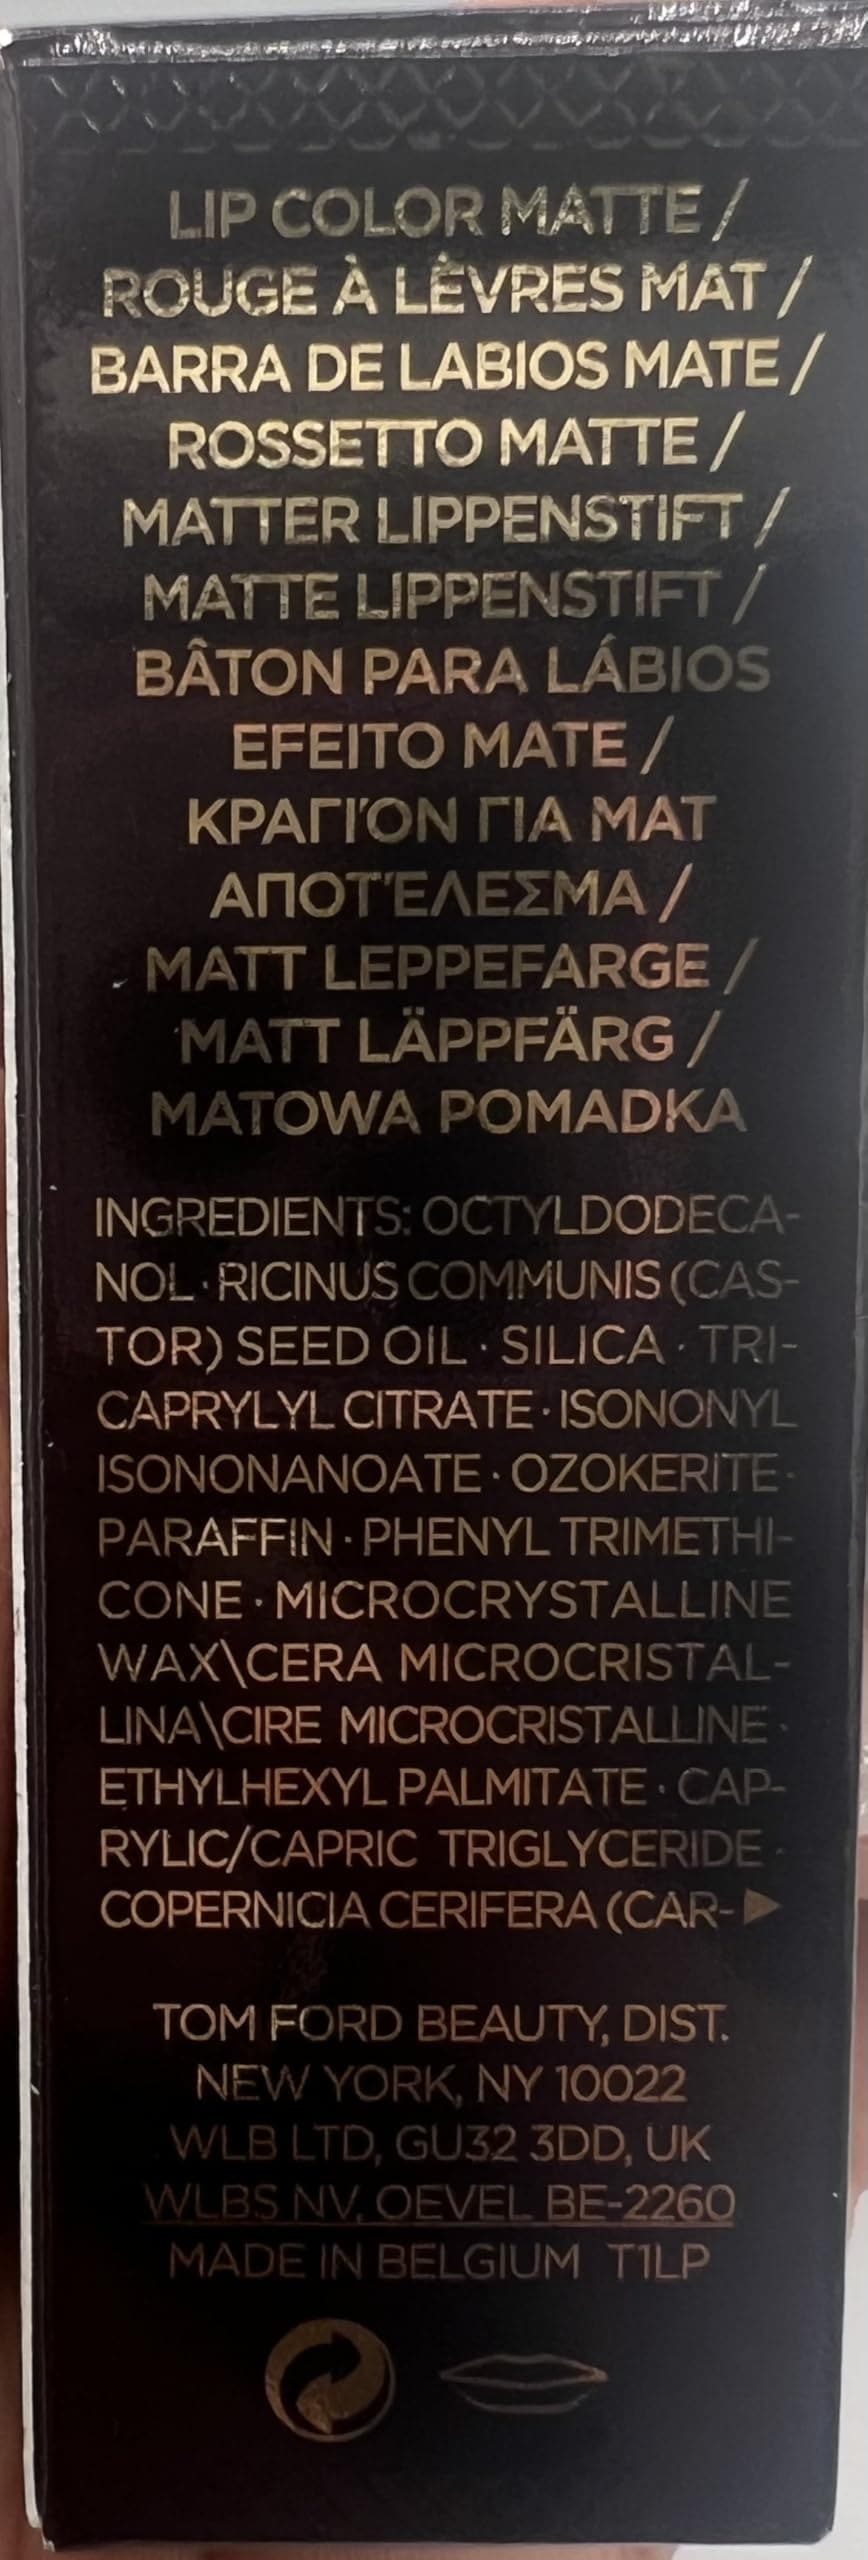 LIP COLOR MATTE /
ROUGE À LÈVRES MAT /
BARRA DE LABIOS MATE /
ROSSETTO MATTE /
MATTER LIPPENSTIFT /
MATTE LIPPENSTIFT /
BÂTON PARA LÁBIOS
EFEITO MATE /
ΚΡΑΓΙ'ΟΝ ΓΙΑ ΜΑΤ
ΑΠΟΤ'ΕΛΕΣΜΑ /
MATT LEPPEFARGE /
MATT LÄPPFÄRG /
MATOWA POMADKA
INGREDIENTS: OCTYLDODECA-
NOL · RICINUS COMMUNIS (CAS-
TOR) SEED OIL · SILICA · TRI-
CAPRYLYL CITRATE · ISONONYL
ISONONANOATE · OZOKERITE ·
PARAFFIN · PHENYL TRIMETHI-
CONE · MICROCRYSTALLINE
WAX\CERA MICROCRISTAL-
LINA\CIRE MICROCRISTALLINE ·
ETHYLHEXYL PALMITATE · CAP-
RYLIC/CAPRIC TRIGLYCERIDE ·
COPERNICIA CERIFERA (CAR-▶
TOM FORD BEAUTY, DIST.
NEW YORK, NY 10022
WLB LTD, GU32 3DD, UK
WLBS NV, OEVEL BE-2260
MADE IN BELGIUM T1LP